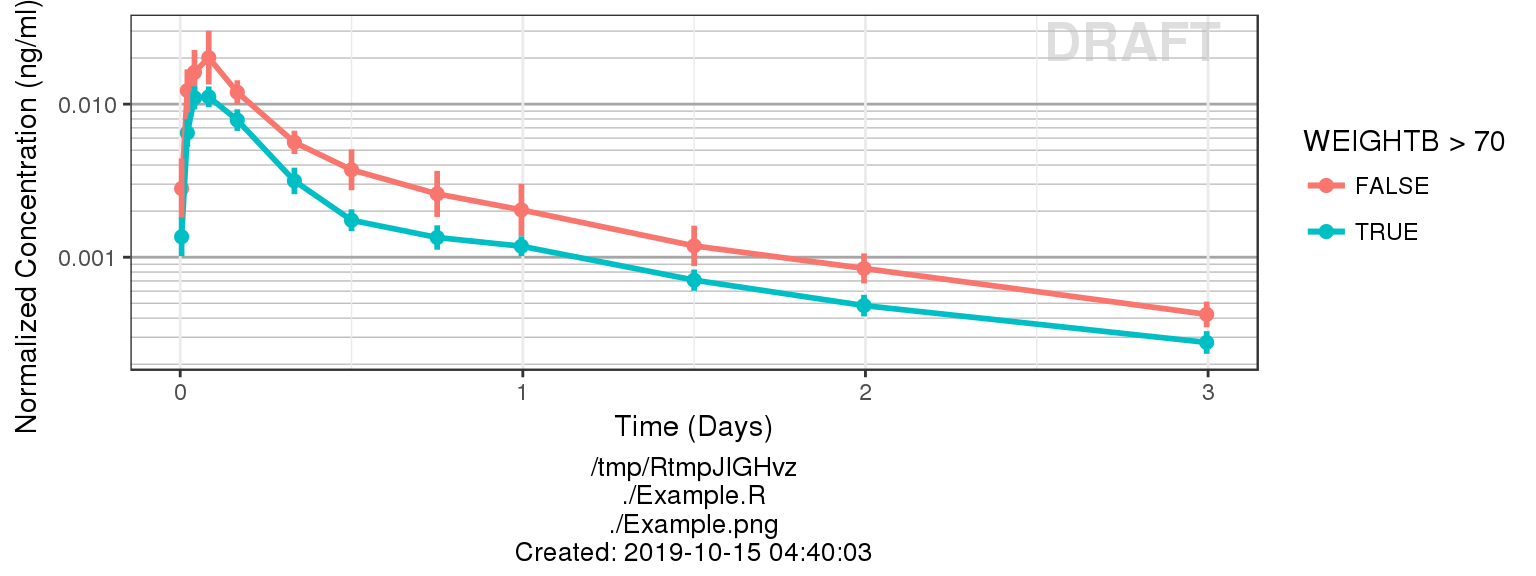 DRAFT
Normalized Concentration (ng/ml)
0.010
0.001
0 1 2 3
Time (Days)
WEIGHTB > 70
FALSE
TRUE
/tmp/RtmpJIGHvz
./Example.R
./Example.png
Created: 2019-10-15 04:40:03